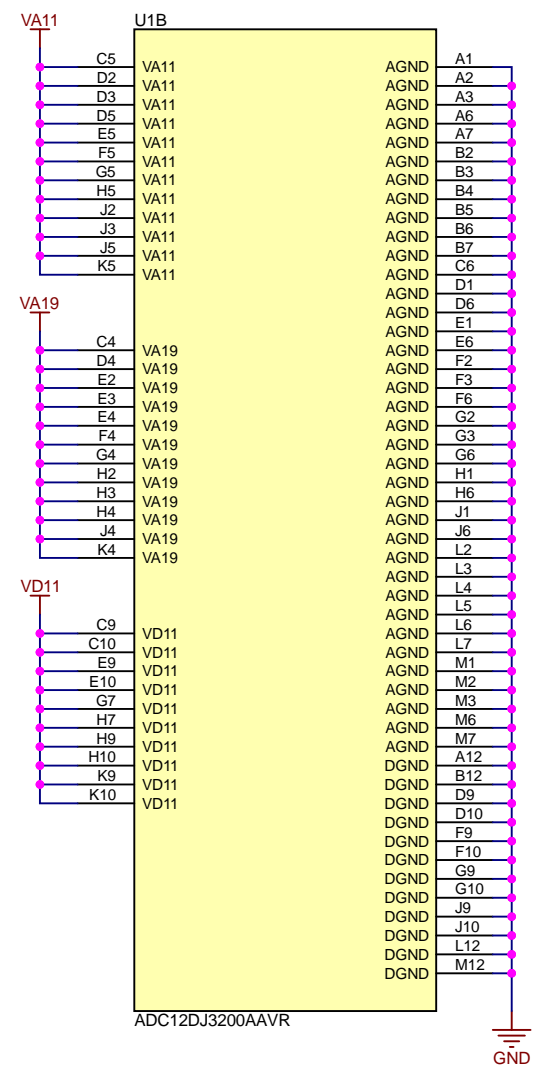 VA11
U1B
C5 VA11 AGND A1
D2 VA11 AGND A2
D3 VA11 AGND A3
D5 VA11 AGND A6
E5 VA11 AGND A7
F5 VA11 AGND B2
G5 VA11 AGND B3
H5 VA11 AGND B4
J2 VA11 AGND B5
J3 VA11 AGND B6
J5 VA11 AGND B7
K5 VA11 AGND C6
AGND D1
VA19
AGND D6
AGND E1
C4 VA19 AGND E6
D4 VA19 AGND F2
E2 VA19 AGND F3
E3 VA19 AGND F6
E4 VA19 AGND G2
F4 VA19 AGND G3
G4 VA19 AGND G6
H2 VA19 AGND H1
H3 VA19 AGND H6
H4 VA19 AGND J1
J4 VA19 AGND J6
K4 VA19 AGND L2
AGND L3
VD11
AGND L4
AGND L5
C9 VD11 AGND L6
C10 VD11 AGND L7
E9 VD11 AGND M1
E10 VD11 AGND M2
G7 VD11 AGND M3
H7 VD11 AGND M6
H9 VD11 AGND M7
H10 VD11 DGND A12
K9 VD11 DGND B12
K10 VD11 DGND D9
DGND D10
DGND F9
DGND F10
DGND G9
DGND G10
DGND J9
DGND J10
DGND L12
DGND M12
ADC12DJ3200AAVR
GND